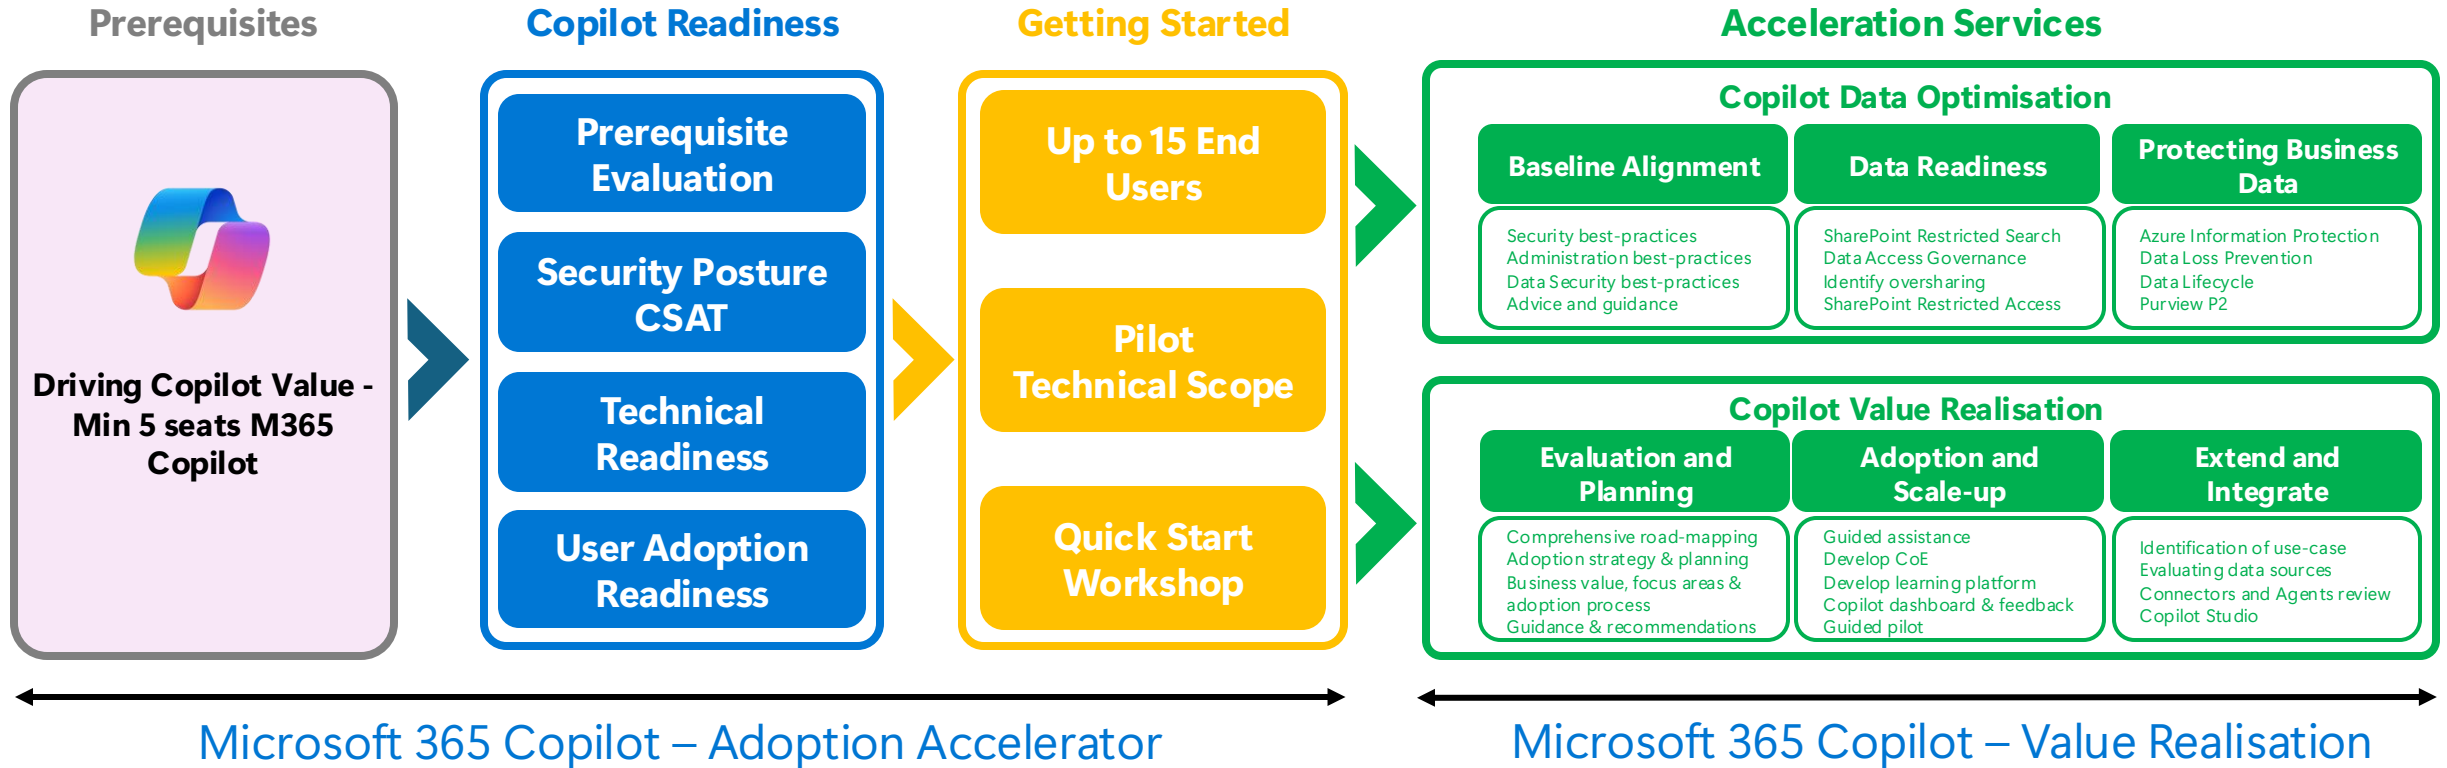 Prerequisites
Driving Copilot Value -
Min 5 seats M365
Copilot
Copilot Readiness
Prerequisite
Evaluation
Security Posture
CSAT
Technical
Readiness
User Adoption
Readiness
Getting Started
Up to 15 End
Users
Pilot
Technical Scope
Quick Start
Workshop
Acceleration Services
Copilot Data Optimisation
Baseline Alignment
Security best-practices
Administration best-practices
Data Security best-practices
Advice and guidance
Data Readiness
SharePoint Restricted Search
Data Access Governance
Identify oversharing
SharePoint Restricted Access
Protecting Business
Data
Azure Information Protection
Data Loss Prevention
Data Lifecycle
Purview P2
Copilot Value Realisation
Evaluation and
Planning
Comprehensive road-mapping
Adoption strategy & planning
Business value, focus areas &
adoption process
Guidance & recommendations
Adoption and
Scale-up
Guided assistance
Develop CoE
Develop learning platform
Copilot dashboard & feedback
Guided pilot
Extend and
Integrate
Identification of use-case
Evaluating data sources
Connectors and Agents review
Copilot Studio
Microsoft 365 Copilot – Adoption Accelerator
Microsoft 365 Copilot – Value Realisation